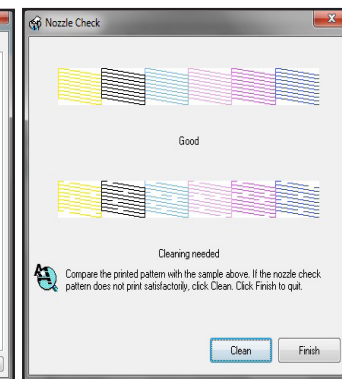 Nozzle Check
X
Good
Cleaning needed
Compare the printed pattern with the sample above. If the nozzle check
pattern does not print satisfactorily, click Clean. Click Finish to quit.
Clean
Finish